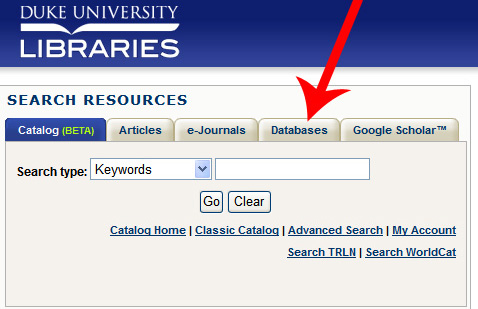 DUKE UNIVERSITY
LIBRARIES
SEARCH RESOURCES
Catalog (BETA) Articles e-Journals Databases Google Scholar™
Search type: Keywords
Go Clear
Catalog Home | Classic Catalog | Advanced Search | My Account
Search TRLN | Search WorldCat